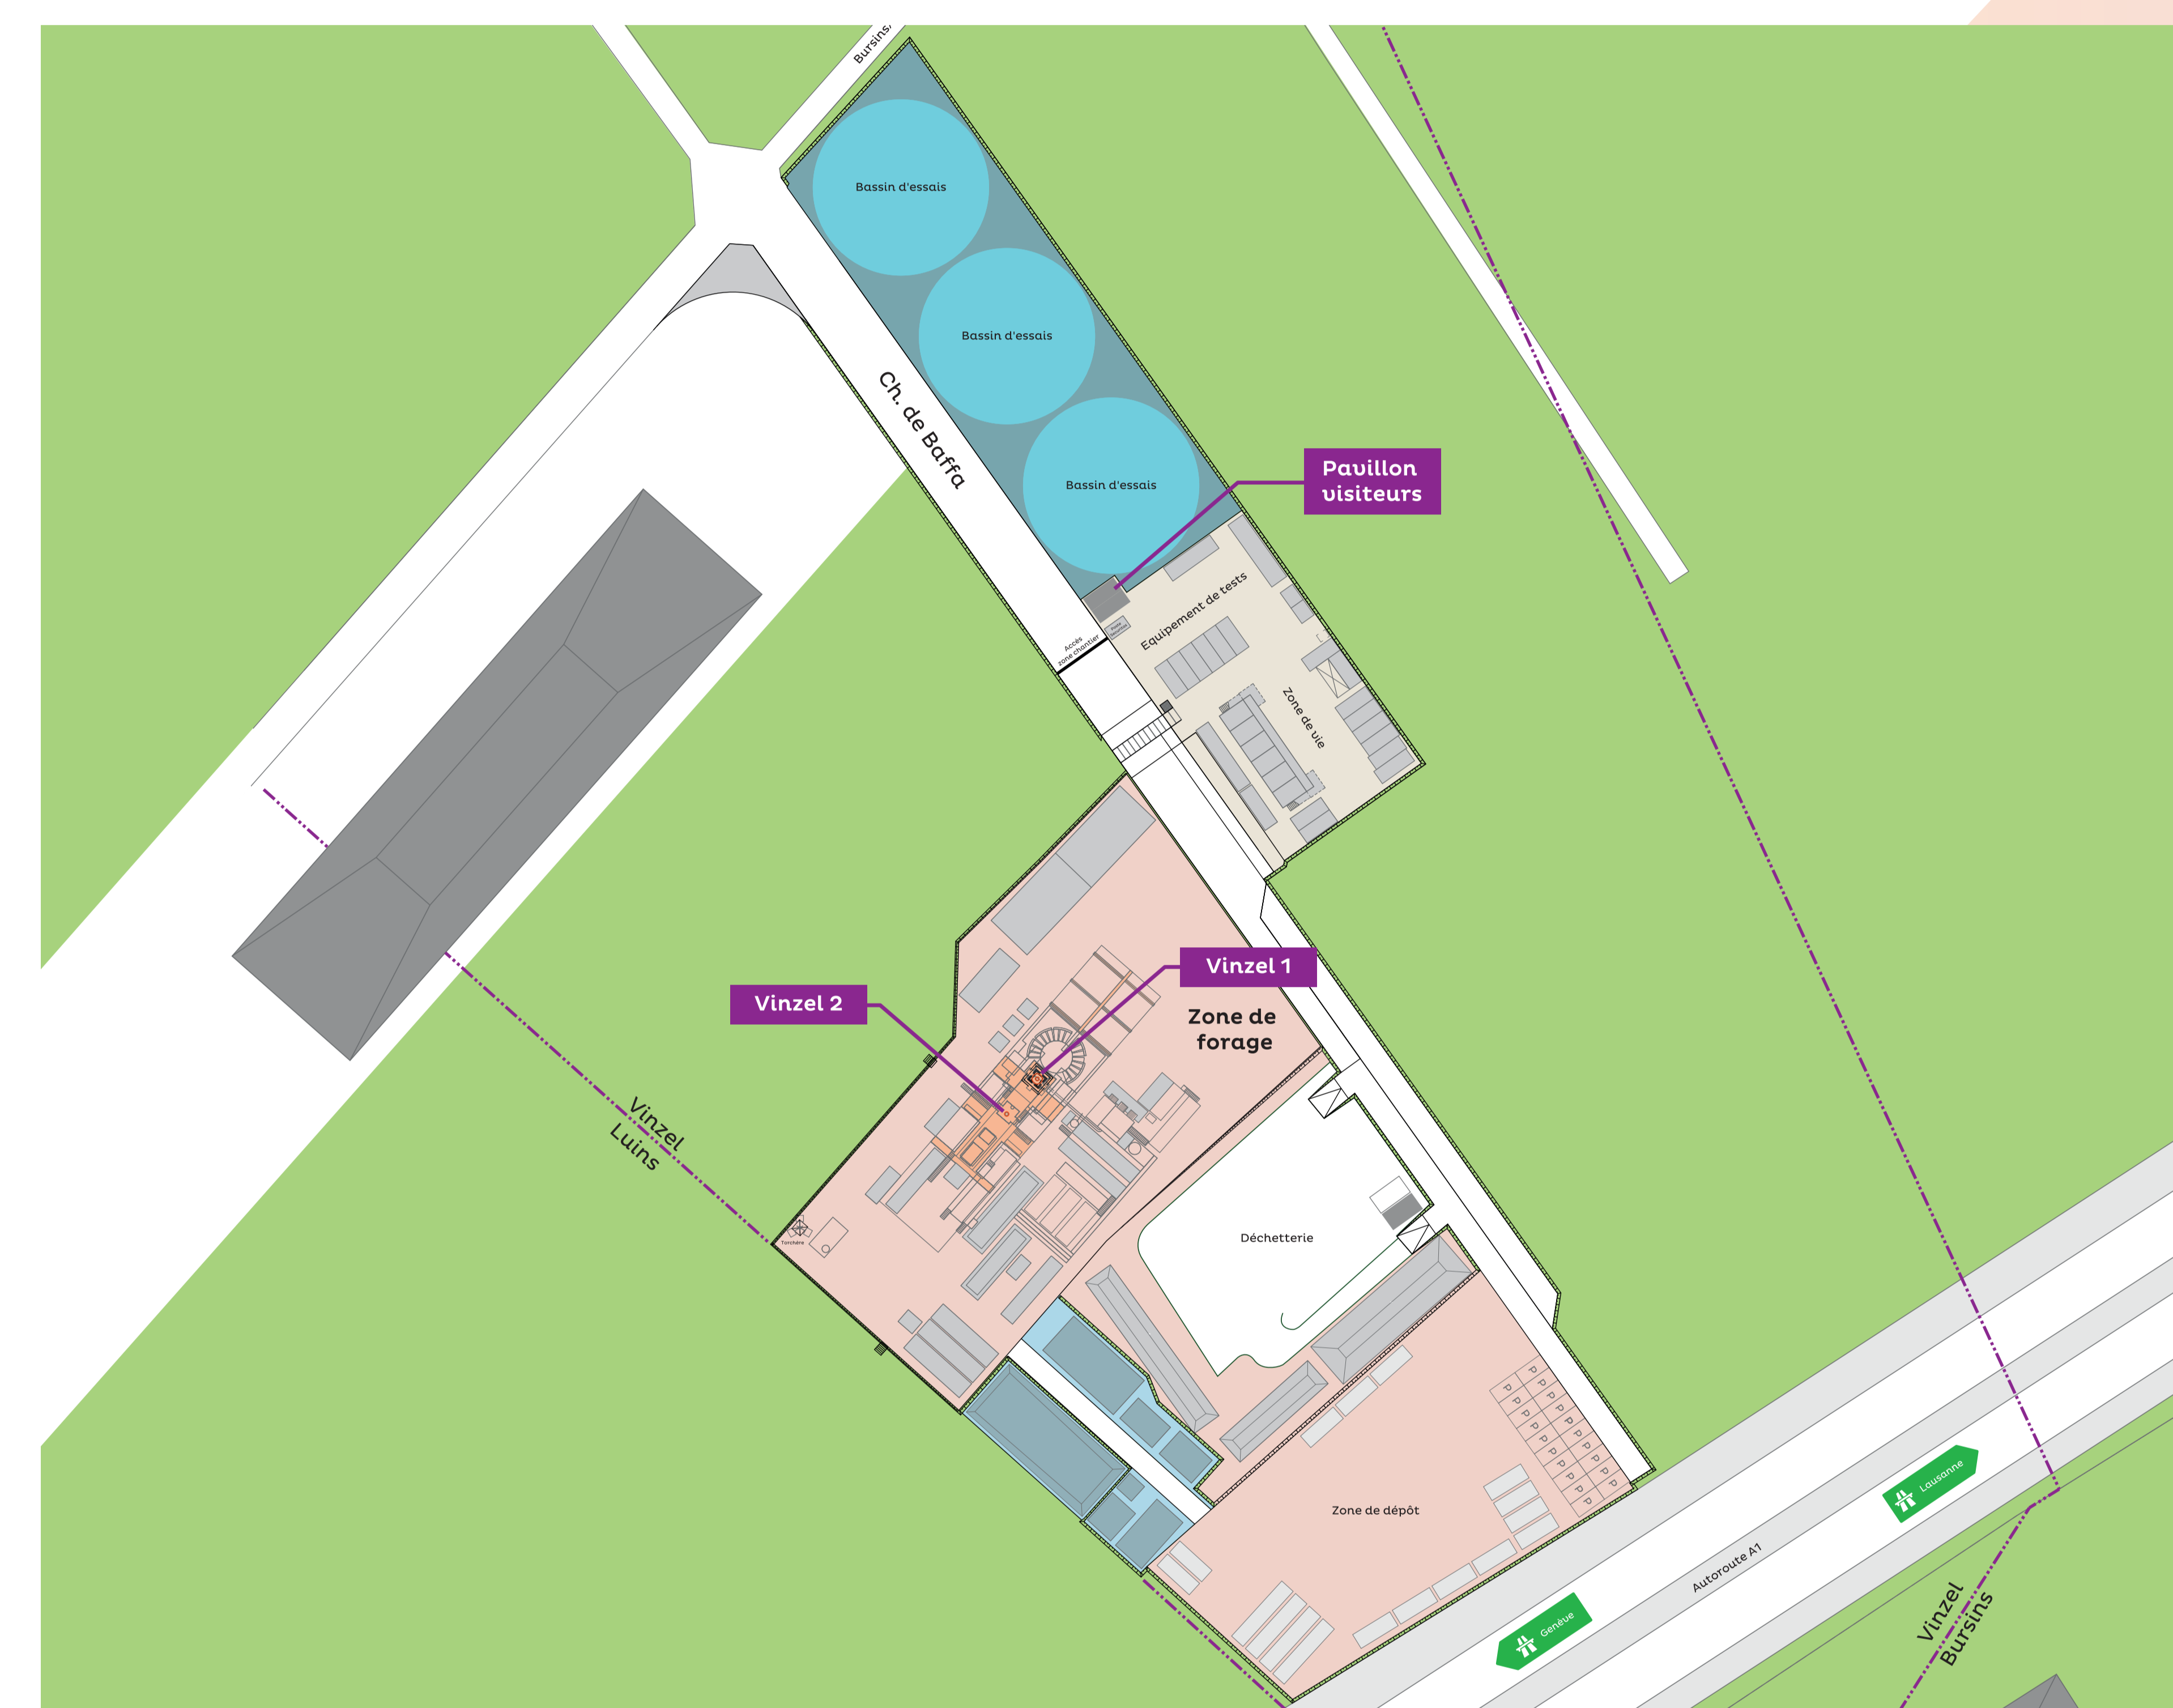 Bursins,
Bassin d'essais
Bassin d'essais
Ch. de Baffa
Bassin d'essais
Pavillon
visiteurs
Equipement de tests
Accès
zone chantier
Zone de vie
Vinzel 1
Vinzel 2
Zone de
forage
Vinzel
Luins
Torchère
Déchetterie
Zone de dépôt
P P P P P P P P P
P P P P P P P P P
Lausanne
Autoroute A1
Genève
Vinzel
Bursins